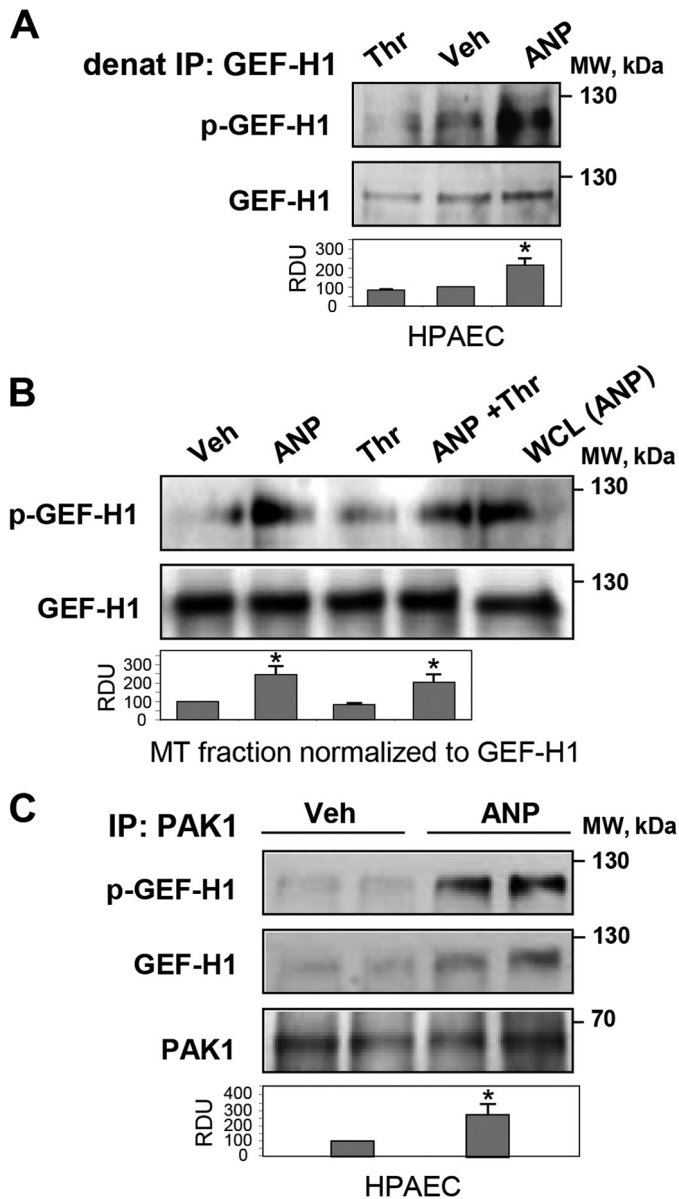 A
denat IP: GEF-H1
Thr Veh ANP MW, kDa
p-GEF-H1
130
GEF-H1
130
RDU
300
200
100
0
*
HPAEC
B
Veh ANP Thr ANP +Thr WCL (ANP) MW, kDa
p-GEF-H1
130
GEF-H1
130
RDU
300
200
100
0
* *
MT fraction normalized to GEF-H1
C
IP: PAK1 Veh ANP MW, kDa
p-GEF-H1
130
GEF-H1
130
PAK1
70
RDU
400
300
200
100
0
*
HPAEC